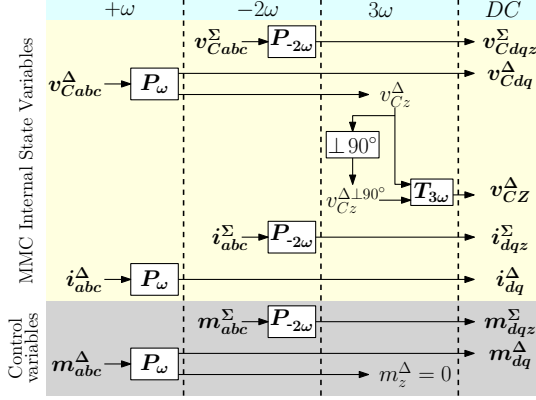 +ω −2ω 3ω DC
MMC Internal State Variables
v^Σ_Cabc P_-2ω v^Σ_Cdqz
v^Δ_Cabc P_ω v^Δ_Cdq
v^Δ_Cz
⊥90°
v^Δ⊥90°_Cz T_3ω v^Δ_CZ
i^Σ_abc P_-2ω i^Σ_dqz
i^Δ_abc P_ω i^Δ_dq
Control
variables
m^Σ_abc P_-2ω m^Σ_dqz
m^Δ_abc P_ω m^Δ_dq
m^Δ_z = 0